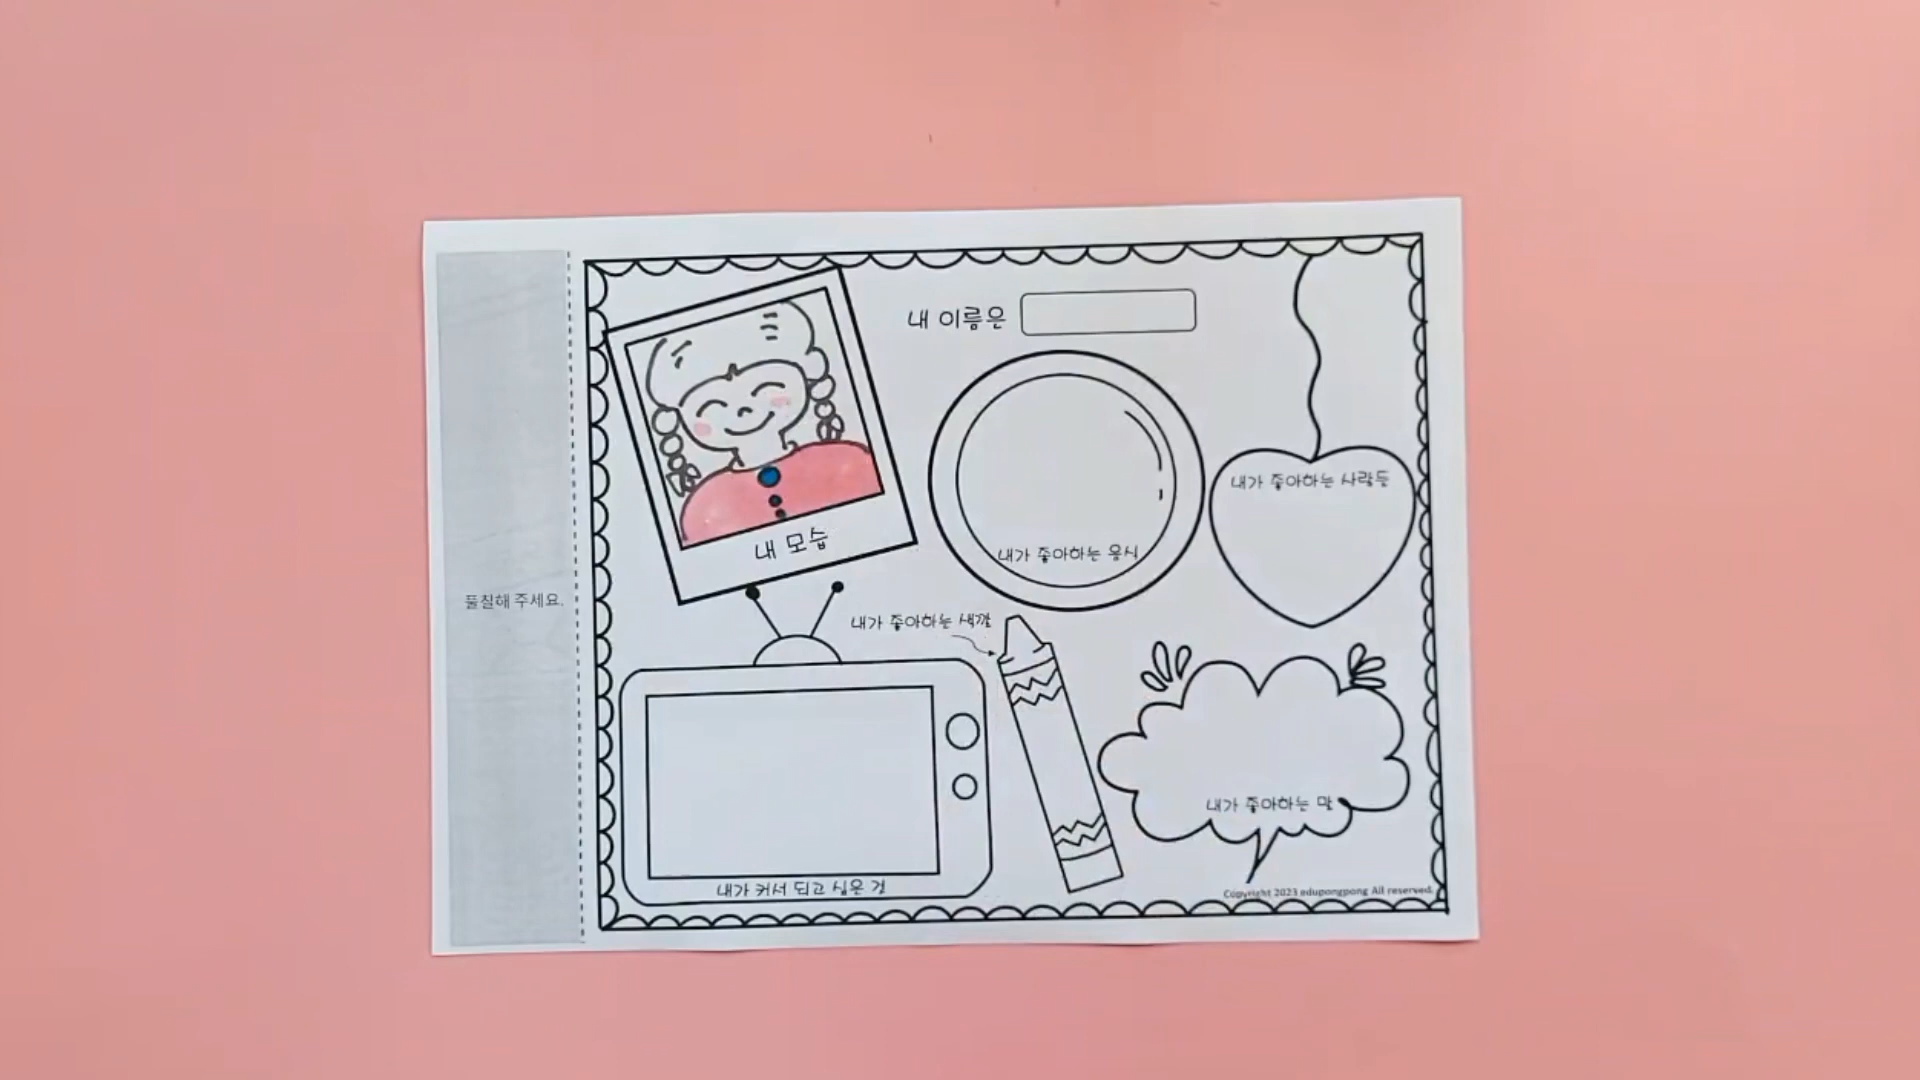 내 이름은
내 모습
내가 좋아하는 음식
내가 좋아하는 사람들
풀칠해 주세요.
내가 좋아하는 색깔
내가 커서 되고 싶은 것
내가 좋아하는 말
Copyright 2023 edupongpong All reserved.